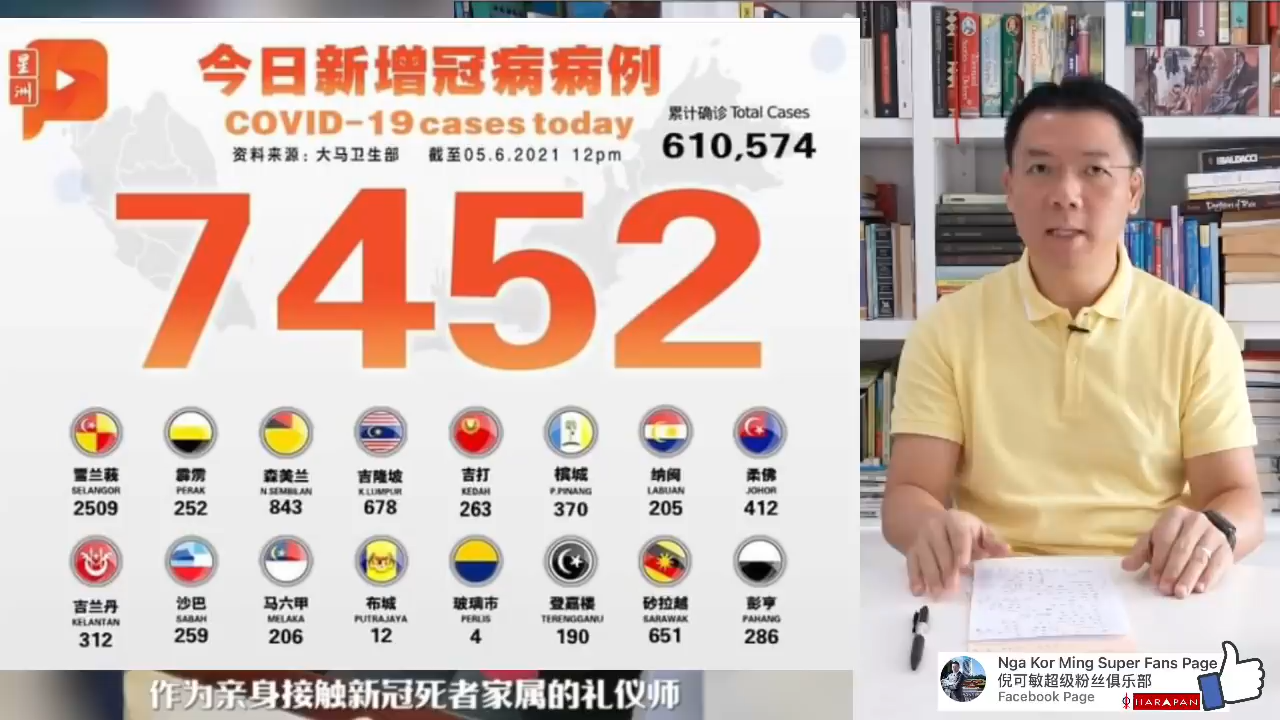 星洲
今日新增冠病病例
COVID-19 cases today
资料来源：大马卫生部 截至05.6.2021 12pm
累计确诊 Total Cases
610,574
7452
雪兰莪 霹雳 森美兰 吉隆坡 吉打 槟城 纳闽 柔佛
SELANGOR PERAK N.SEMBILAN K.LUMPUR KEDAH P.PINANG LABUAN JOHOR
2509 252 843 678 263 370 205 412
吉兰丹 沙巴 马六甲 布城 玻璃市 登嘉楼 砂拉越 彭亨
KELANTAN SABAH MELAKA PUTRAJAYA PERLIS TERENGGANU SARAWAK PAHANG
312 259 206 12 4 190 651 286
作为亲身接触新冠死者家属的礼仪师
BALDACCI
Nga Kor Ming Super Fans Page
倪可敏超级粉丝俱乐部
Facebook Page
HARAPAN